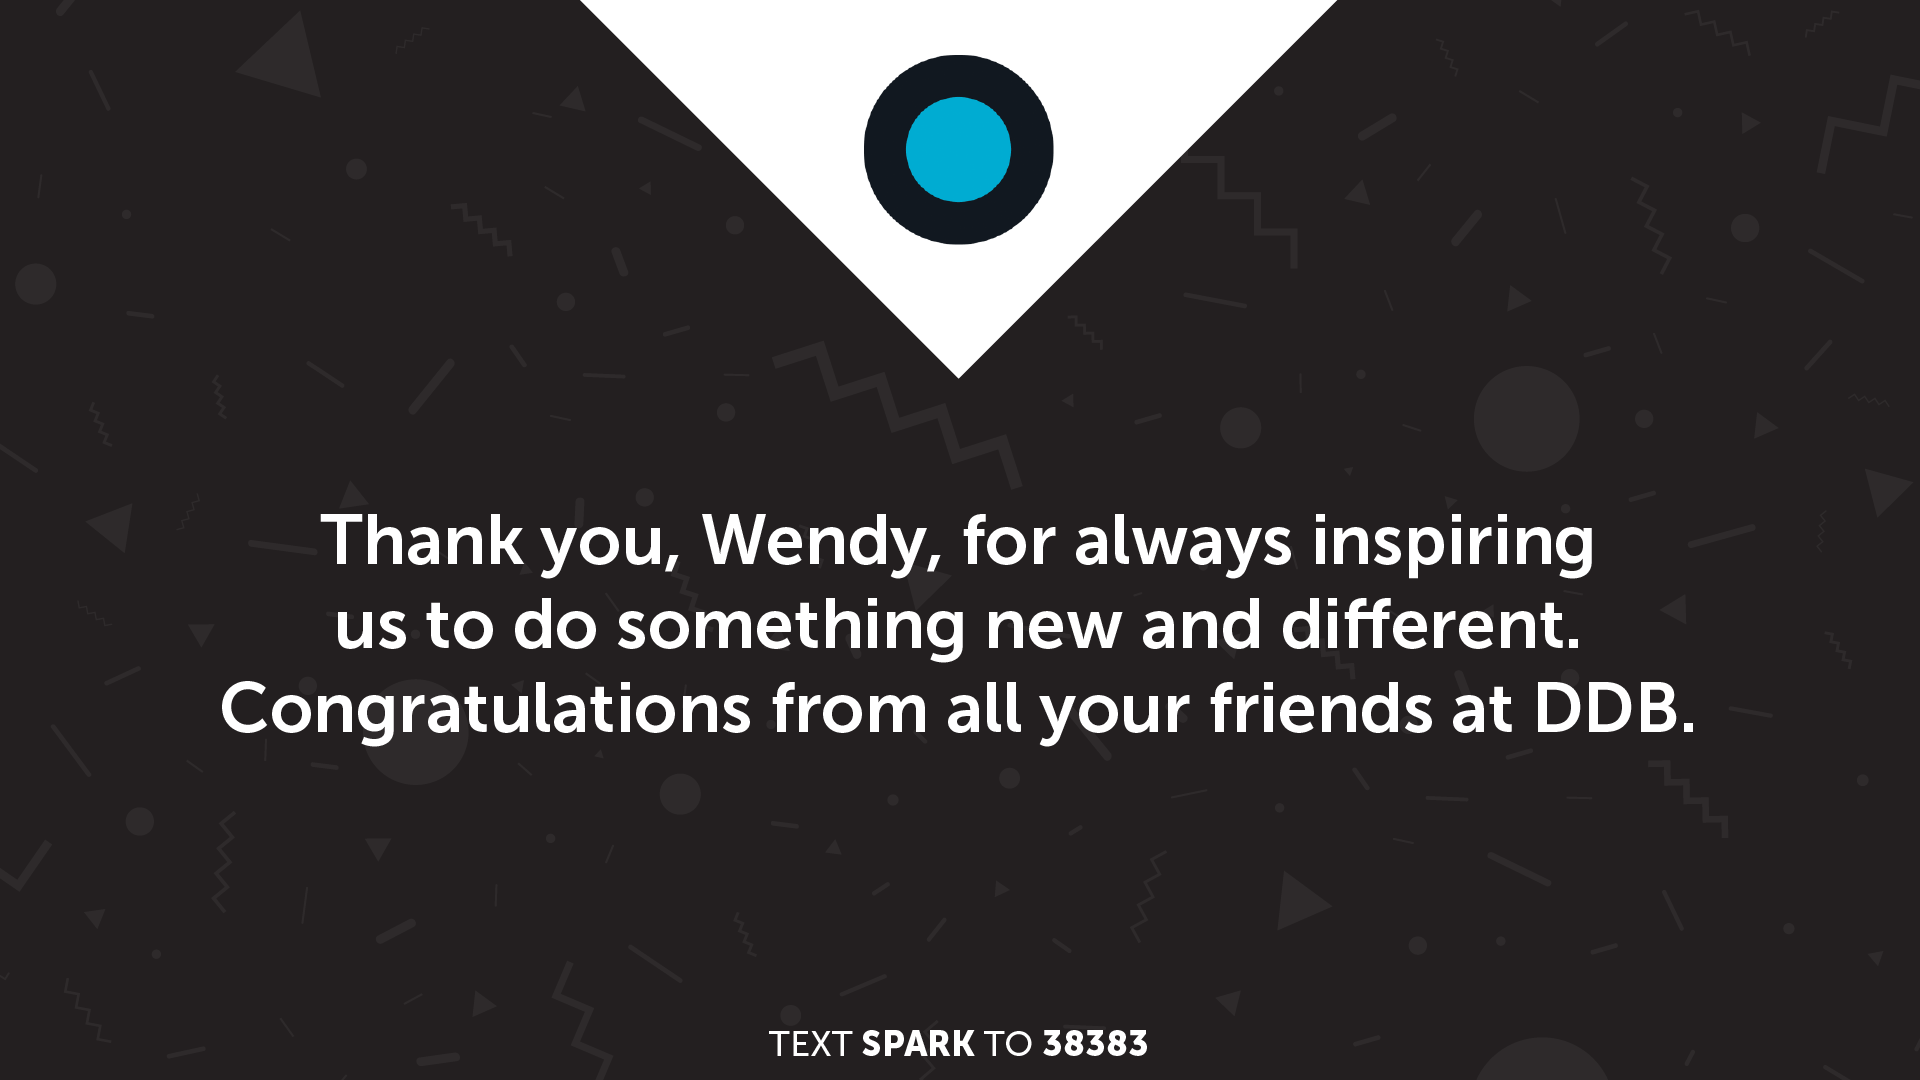 Thank you, Wendy, for always inspiring
us to do something new and different.
Congratulations from all your friends at DDB.
TEXT SPARK TO 38383